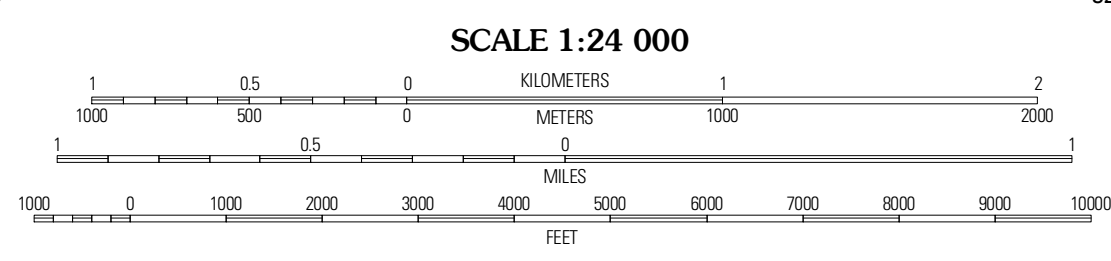 SCALE 1:24 000
1 0.5 0 KILOMETERS 1 2
1000 500 0 METERS 1000 2000
1 0.5 0 1
MILES
1000 0 1000 2000 3000 4000 5000 6000 7000 8000 9000 10000
FEET